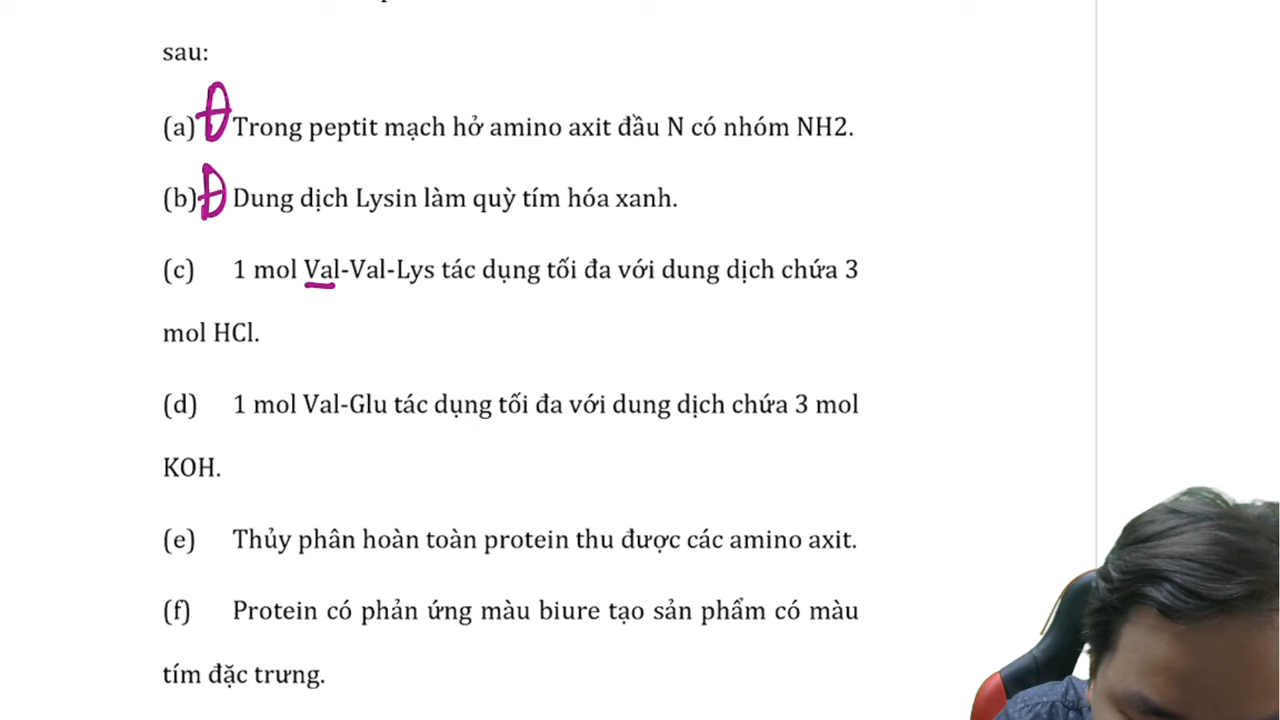 sau:
(a) Đ Trong peptit mạch hở amino axit đầu N có nhóm NH2.
(b) Đ Dung dịch Lysin làm quỳ tím hóa xanh.
(c) 1 mol Val-Val-Lys tác dụng tối đa với dung dịch chứa 3
mol HCl.
(d) 1 mol Val-Glu tác dụng tối đa với dung dịch chứa 3 mol
KOH.
(e) Thủy phân hoàn toàn protein thu được các amino axit.
(f) Protein có phản ứng màu biure tạo sản phẩm có màu
tím đặc trưng.